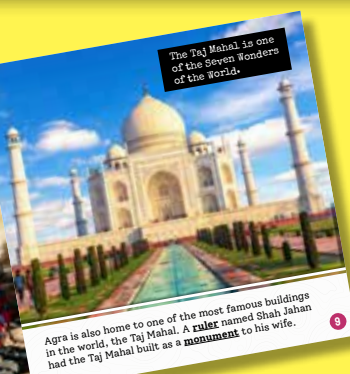 The Taj Mahal is one
of the Seven Wonders
of the World.
Agra is also home to one of the most famous buildings
in the world, the Taj Mahal. A ruler named Shah Jahan
had the Taj Mahal built as a monument to his wife.
9